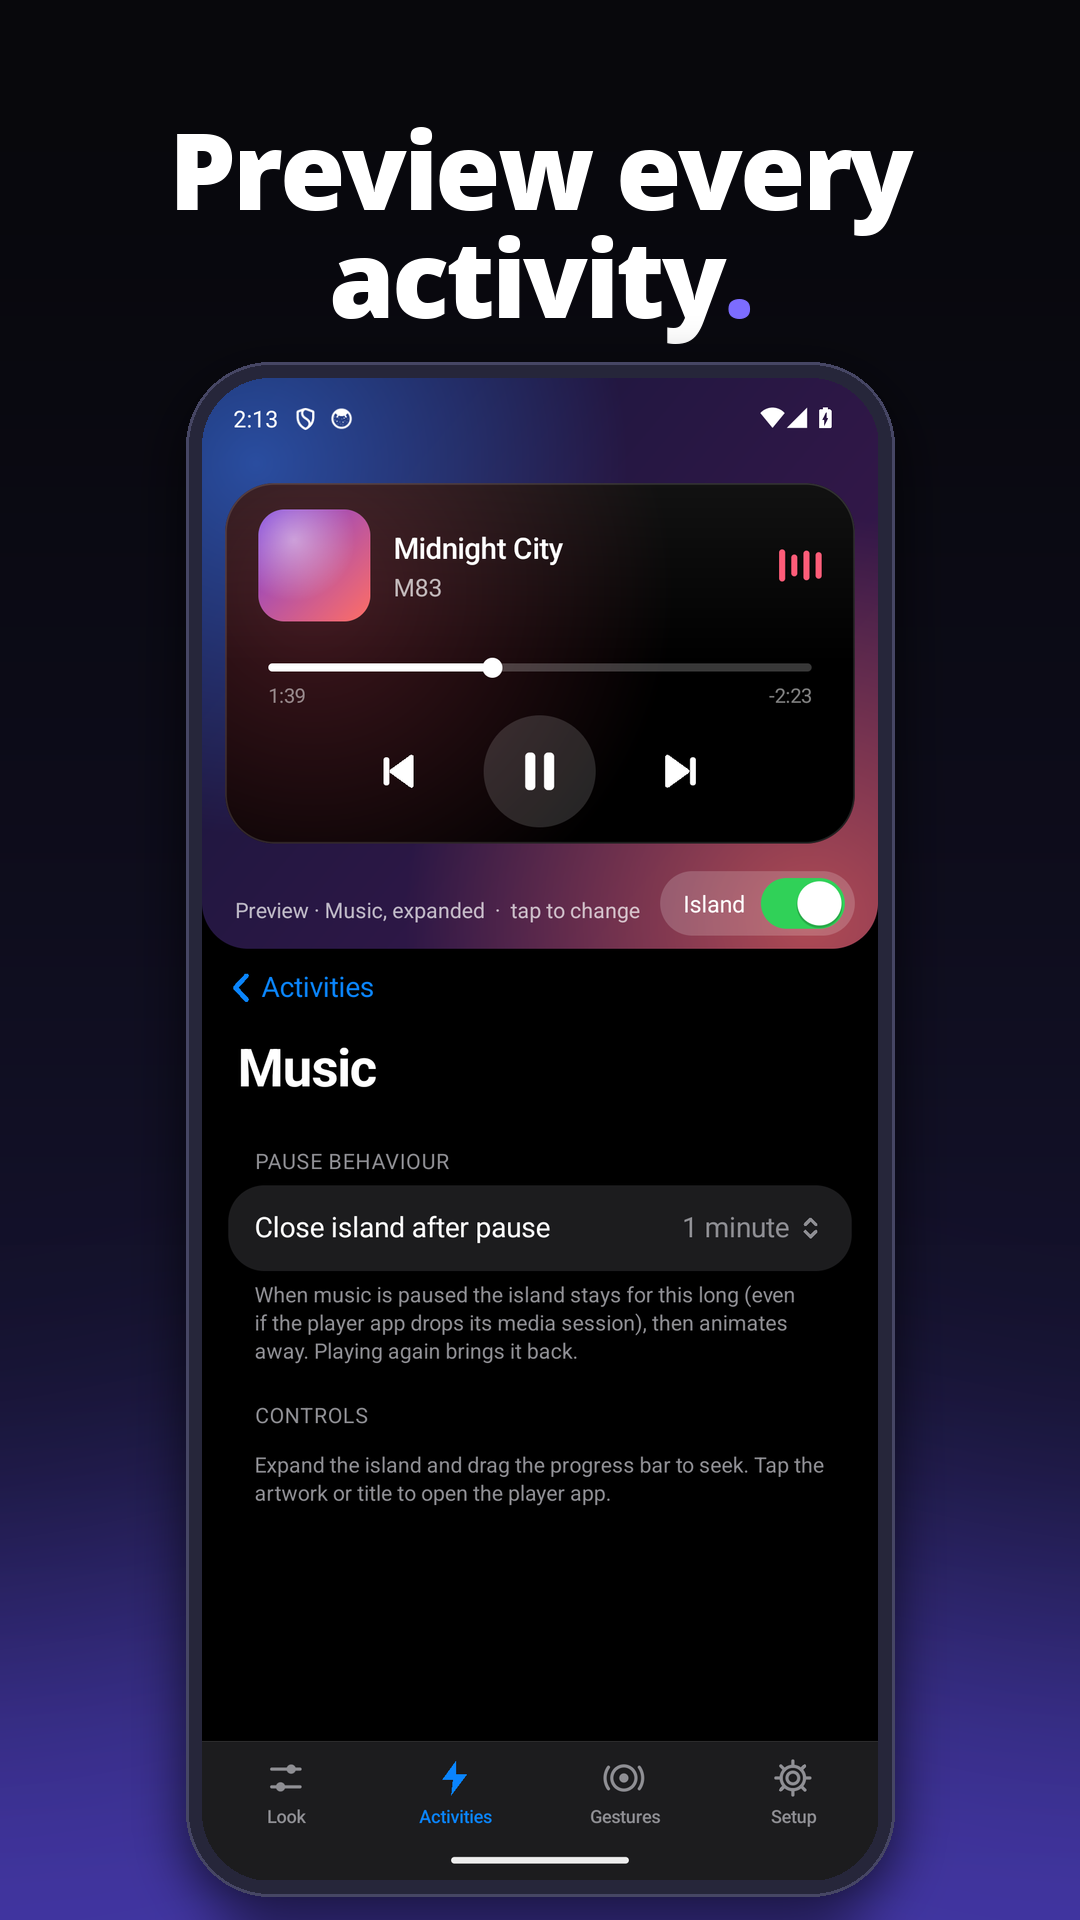 Preview every
activity.
2:13
Midnight City
M83
1:39
-2:23
Preview · Music, expanded · tap to change
Island
Activities
Music
PAUSE BEHAVIOUR
Close island after pause
1 minute
When music is paused the island stays for this long (even
if the player app drops its media session), then animates
away. Playing again brings it back.
CONTROLS
Expand the island and drag the progress bar to seek. Tap the
artwork or title to open the player app.
Look
Activities
Gestures
Setup